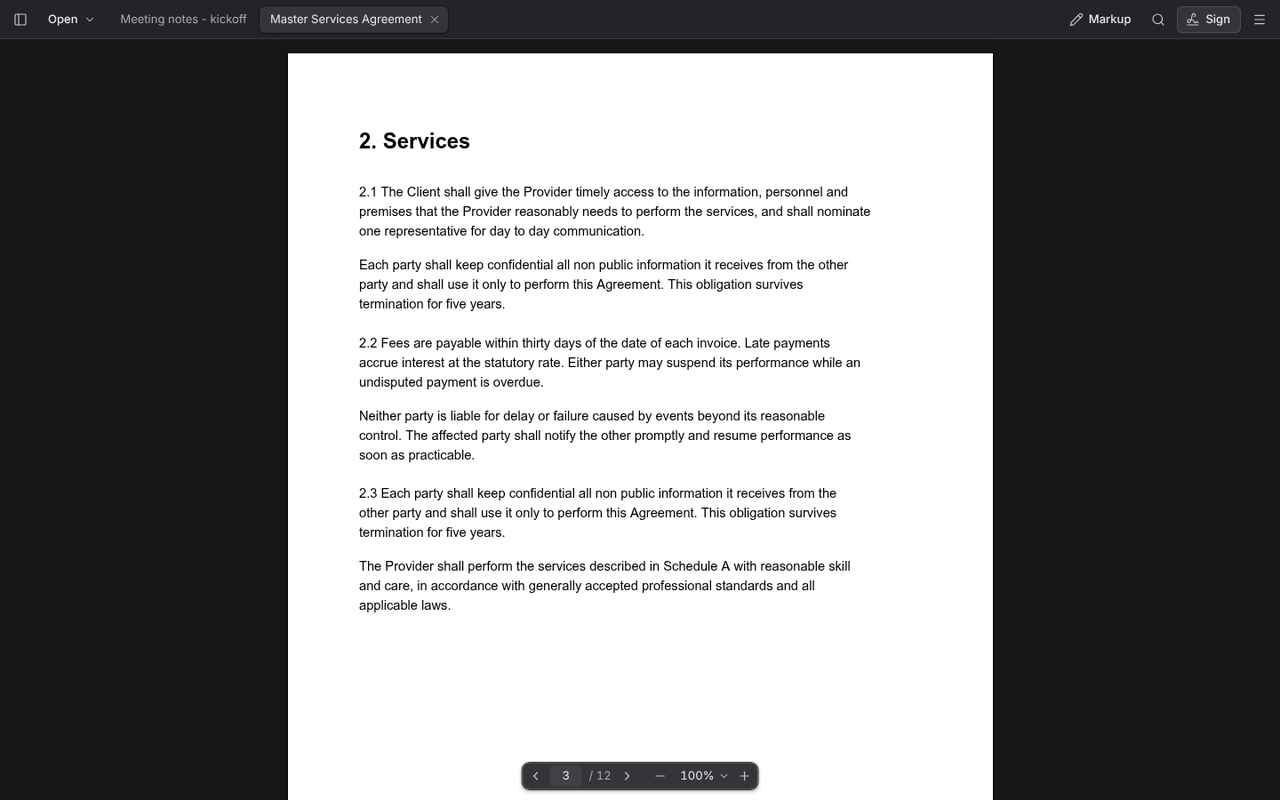 Open
Meeting notes - kickoff
Master Services Agreement
Markup
Sign
2. Services
2.1 The Client shall give the Provider timely access to the information, personnel and
premises that the Provider reasonably needs to perform the services, and shall nominate
one representative for day to day communication.
Each party shall keep confidential all non public information it receives from the other
party and shall use it only to perform this Agreement. This obligation survives
termination for five years.
2.2 Fees are payable within thirty days of the date of each invoice. Late payments
accrue interest at the statutory rate. Either party may suspend its performance while an
undisputed payment is overdue.
Neither party is liable for delay or failure caused by events beyond its reasonable
control. The affected party shall notify the other promptly and resume performance as
soon as practicable.
2.3 Each party shall keep confidential all non public information it receives from the
other party and shall use it only to perform this Agreement. This obligation survives
termination for five years.
The Provider shall perform the services described in Schedule A with reasonable skill
and care, in accordance with generally accepted professional standards and all
applicable laws.
3 / 12
100%